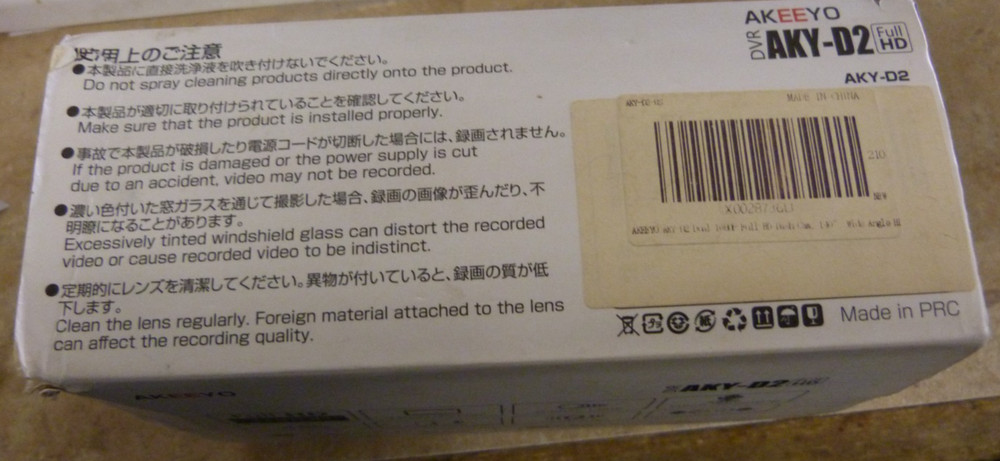 使用上のご注意
●本製品に直接洗浄液を吹き付けないでください。
Do not spray cleaning products directly onto the product.
●本製品が適切に取り付けられていることを確認してください。
Make sure that the product is installed properly.
●事故で本製品が破損したり電源コードが切断した場合には、録画されません。
If the product is damaged or the power supply is cut
due to an accident, video may not be recorded.
●濃い色付いた窓ガラスを通じて撮影した場合、録画の画像が歪んだり、不
明瞭になることがあります。
Excessively tinted windshield glass can distort the recorded
video or cause recorded video to be indistinct.
●定期的にレンズを清潔してください。異物が付いていると、録画の質が低
下します。
Clean the lens regularly. Foreign material attached to the lens
can affect the recording quality.
AKEEYO
DVR AKY-D2 Full HD
AKY-D2
MADE IN CHINA
210
NEW
Made in PRC
AKEEYO
AKY-D2